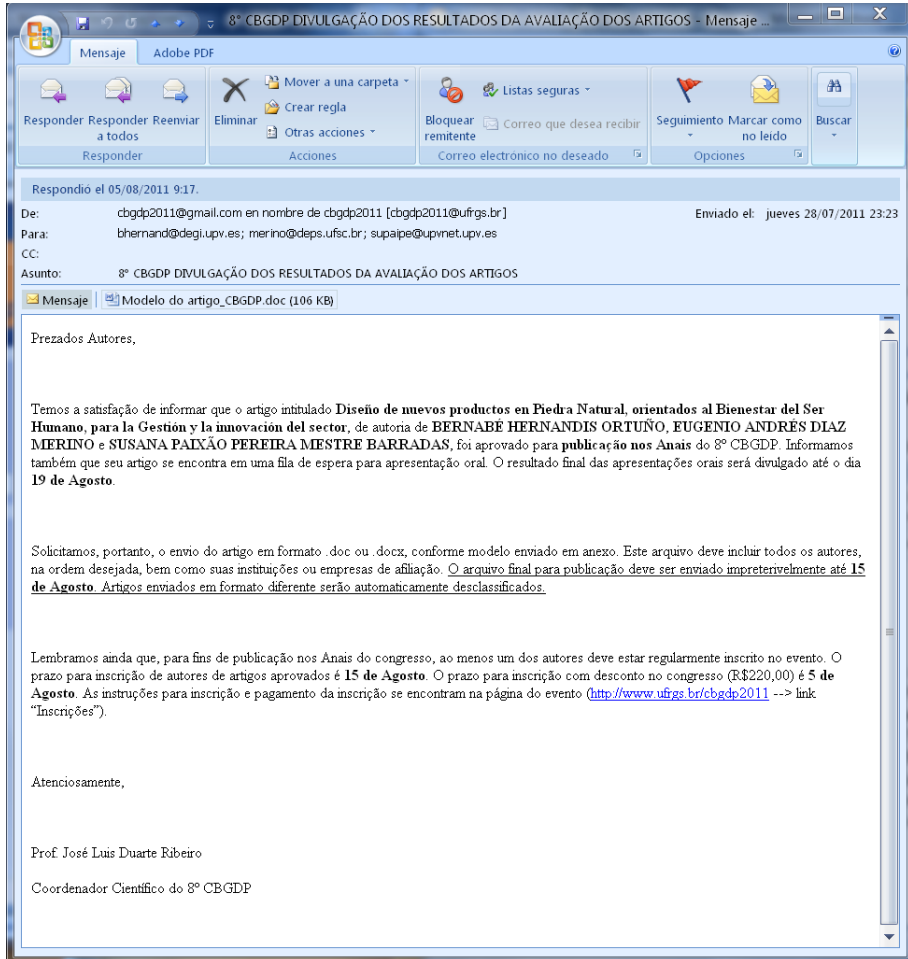 8° CBGDP DIVULGAÇÃO DOS RESULTADOS DA AVALIAÇÃO DOS ARTIGOS - Mensaje ...
Mensaje Adobe PDF
Responder Responder a todos Reenviar
Responder
Eliminar
Mover a una carpeta
Crear regla
Otras acciones
Acciones
Bloquear remitente
Listas seguras
Correo que desea recibir
Correo electrónico no deseado
Seguimiento Marcar como no leído
Opciones
Buscar
Respondió el 05/08/2011 9:17.
De: cbgdp2011@gmail.com en nombre de cbgdp2011 [cbgdp2011@ufrgs.br] Enviado el: jueves 28/07/2011 23:23
Para: bhernand@degi.upv.es; merino@deps.ufsc.br; supaipe@upvnet.upv.es
CC:
Asunto: 8° CBGDP DIVULGAÇÃO DOS RESULTADOS DA AVALIAÇÃO DOS ARTIGOS
Mensaje Modelo do artigo_CBGDP.doc (106 KB)
Prezados Autores,
Temos a satisfação de informar que o artigo intitulado Diseño de nuevos productos en Piedra Natural, orientados al Bienestar del Ser
Humano, para la Gestión y la innovación del sector, de autoria de BERNABÉ HERNANDIS ORTUÑO, EUGENIO ANDRÉS DIAZ
MERINO e SUSANA PAIXÃO PEREIRA MESTRE BARRADAS, foi aprovado para publicação nos Anais do 8º CBGDP. Informamos
também que seu artigo se encontra em uma fila de espera para apresentação oral. O resultado final das apresentações orais será divulgado até o dia
19 de Agosto.
Solicitamos, portanto, o envio do artigo em formato .doc ou .docx, conforme modelo enviado em anexo. Este arquivo deve incluir todos os autores,
na ordem desejada, bem como suas instituições ou empresas de afiliação. O arquivo final para publicação deve ser enviado impreterivelmente até 15
de Agosto. Artigos enviados em formato diferente serão automaticamente desclassificados.
Lembramos ainda que, para fins de publicação nos Anais do congresso, ao menos um dos autores deve estar regularmente inscrito no evento. O
prazo para inscrição de autores de artigos aprovados é 15 de Agosto. O prazo para inscrição com desconto no congresso (R$220,00) é 5 de
Agosto. As instruções para inscrição e pagamento da inscrição se encontram na página do evento (http://www.ufrgs.br/cbgdp2011 --> link
“Inscrições”).
Atenciosamente,
Prof. José Luis Duarte Ribeiro
Coordenador Científico do 8º CBGDP